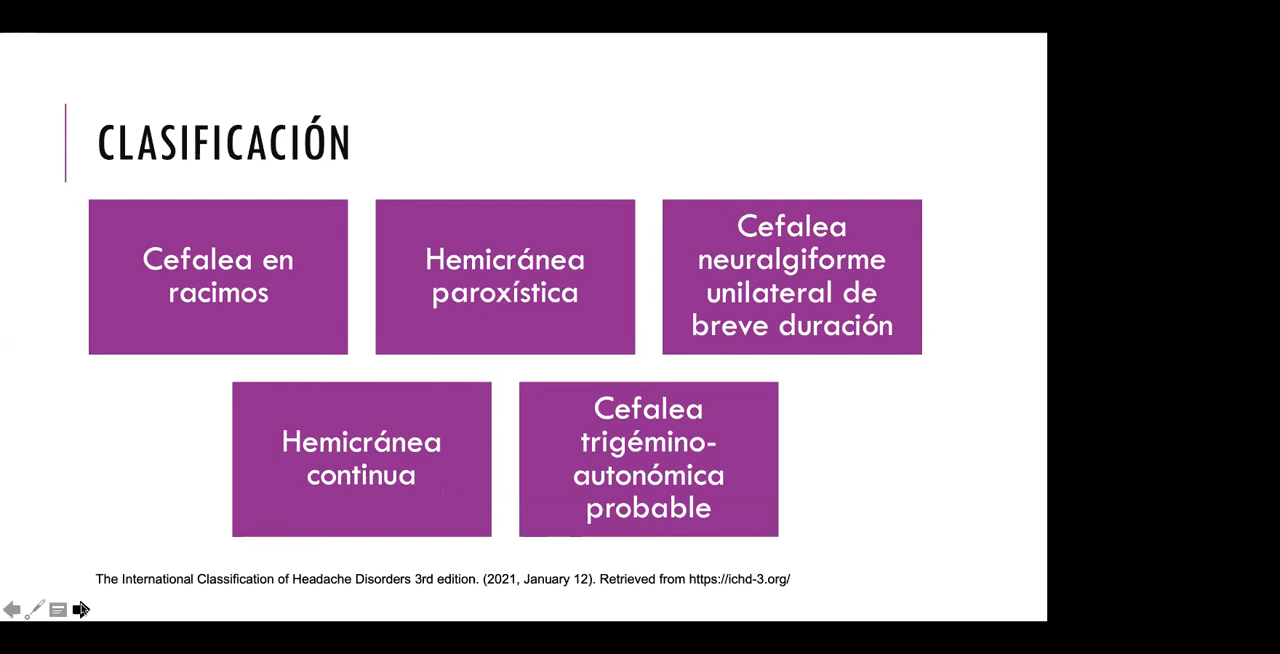 CLASIFICACIÓN
Cefalea en
racimos
Hemicránea
paroxística
Cefalea
neuralgiforme
unilateral de
breve duración
Hemicránea
continua
Cefalea
trigémino-
autonómica
probable
The International Classification of Headache Disorders 3rd edition. (2021, January 12). Retrieved from https://ichd-3.org/